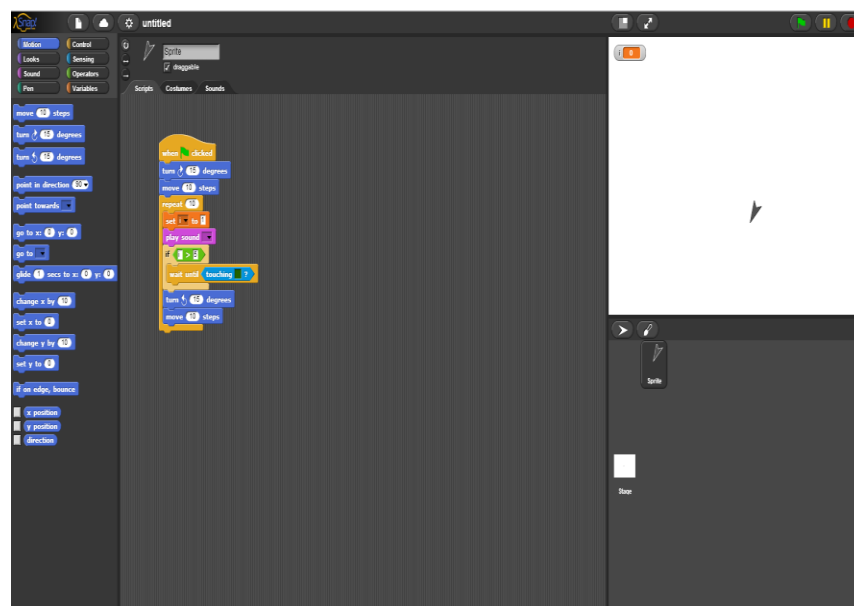 Snap!
untitled
Motion Control
Looks Sensing
Sound Operators
Pen Variables
Sprite
draggable
Scripts Costumes Sounds
move 10 steps
turn 15 degrees
turn 15 degrees
point in direction 90
point towards
go to x: 0 y: 0
go to
glide 1 secs to x: 0 y: 0
change x by 10
set x to 0
change y by 10
set y to 0
if on edge, bounce
x position
y position
direction
when clicked
turn 15 degrees
move 10 steps
repeat 10
set i to
play sound
if >
wait until touching ?
turn 15 degrees
move 10 steps
i 0
Sprite
Stage